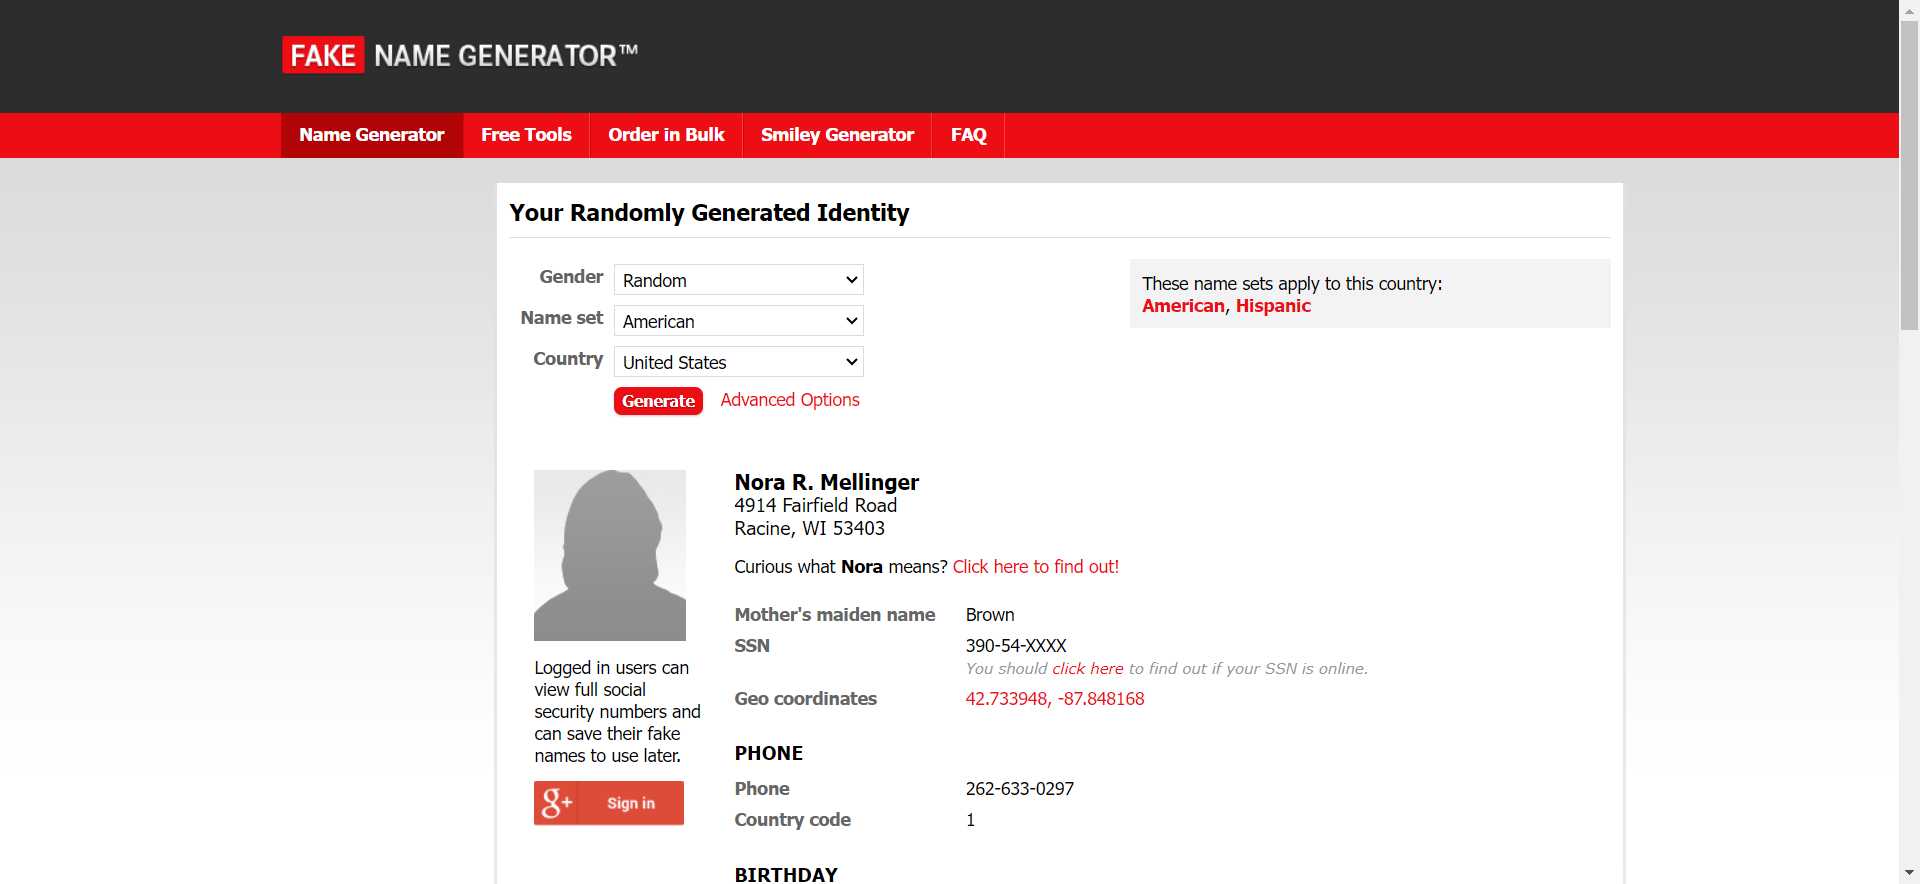 FAKE NAME GENERATOR™
Name Generator Free Tools Order in Bulk Smiley Generator FAQ
Your Randomly Generated Identity
Gender Random
Name set American
Country United States
Generate Advanced Options
These name sets apply to this country:
American, Hispanic
Nora R. Mellinger
4914 Fairfield Road
Racine, WI 53403
Curious what Nora means? Click here to find out!
Mother's maiden name Brown
SSN 390-54-XXXX
You should click here to find out if your SSN is online.
Geo coordinates 42.733948, -87.848168
Logged in users can
view full social
security numbers and
can save their fake
names to use later.
g+ Sign in
PHONE
Phone 262-633-0297
Country code 1
BIRTHDAY